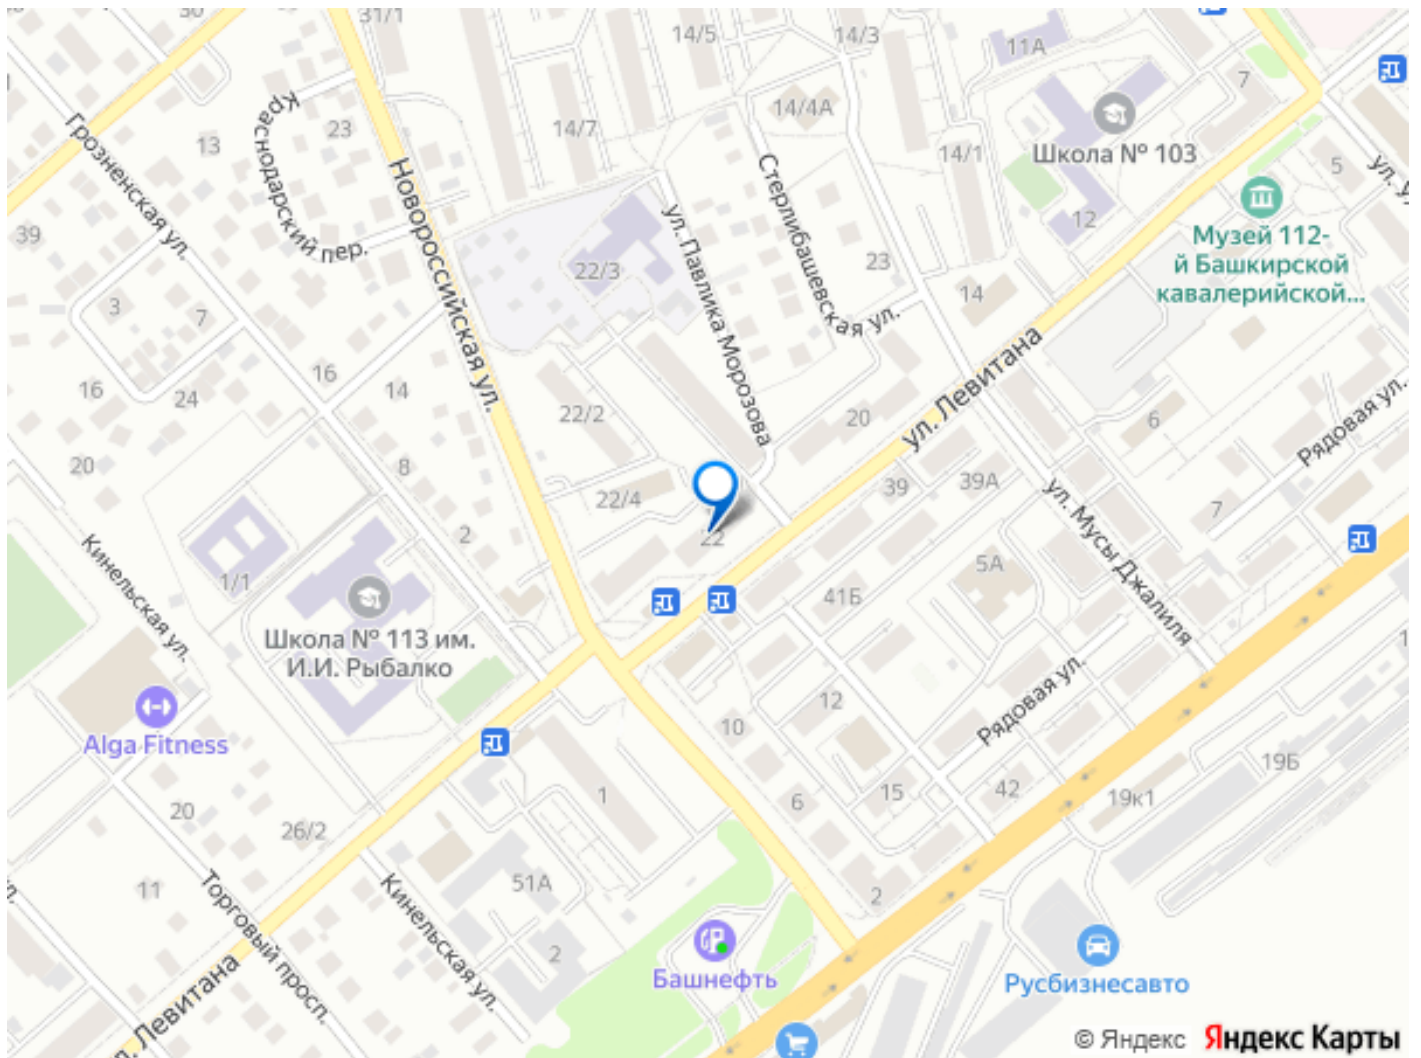 30
31/1
14/5
14/3
11А
7
Краснодарский пер.
23
14/7
14/4А
14/1
Школа № 103
5
Грозненская ул.
13
Новороссийская ул.
ул. Павлика Морозова
Стерлибашевская ул.
12
Музей 112-
й Башкирской
кавалерийской...
39
22/3
23
14
3
7
16
16
14
24
22/2
20
ул. Левитана
6
Рядовая ул.
20
8
22/4
39
39А
ул. Мусы Джалиля
7
2
22
5А
Кинельская ул.
1/1
41Б
Школа № 113 им.
И.И. Рыбалко
Рядовая ул.
Alga Fitness
10
12
19Б
20
26/2
1
6
15
42
19к1
11
Торговый просп.
51А
Кинельская ул.
2
2
Башнефть
Русбизнесавто
Левитана
© Яндекс Яндекс Карты